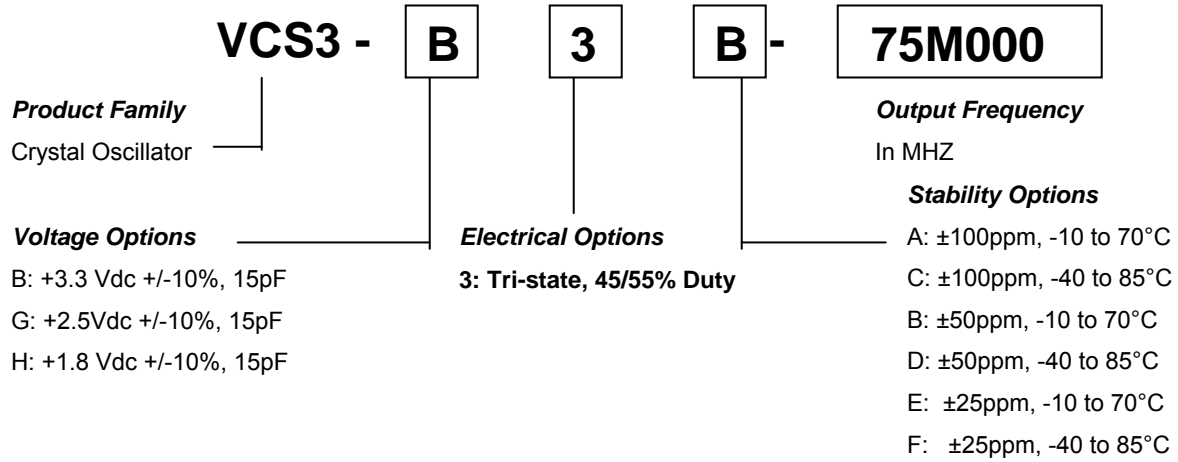 VCS3 - B 3 B - 75M000
Product Family
Crystal Oscillator
Output Frequency
In MHZ
Voltage Options
B: +3.3 Vdc +/-10%, 15pF
G: +2.5Vdc +/-10%, 15pF
H: +1.8 Vdc +/-10%, 15pF
Electrical Options
3: Tri-state, 45/55% Duty
Stability Options
A: ±100ppm, -10 to 70°C
C: ±100ppm, -40 to 85°C
B: ±50ppm, -10 to 70°C
D: ±50ppm, -40 to 85°C
E: ±25ppm, -10 to 70°C
F: ±25ppm, -40 to 85°C